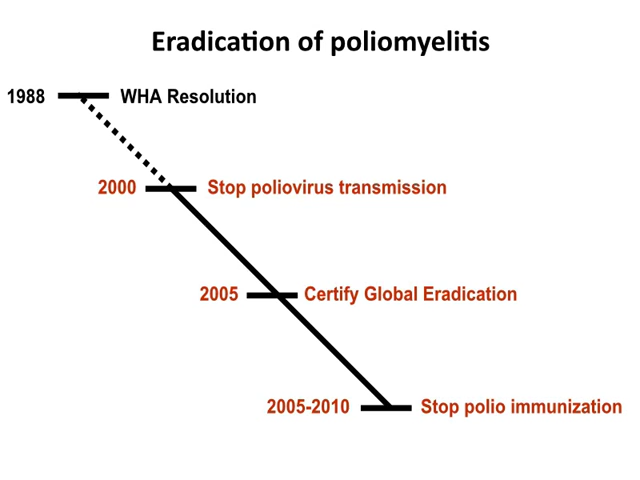 Eradication of poliomyelitis
1988 WHA Resolution
2000 Stop poliovirus transmission
2005 Certify Global Eradication
2005-2010 Stop polio immunization